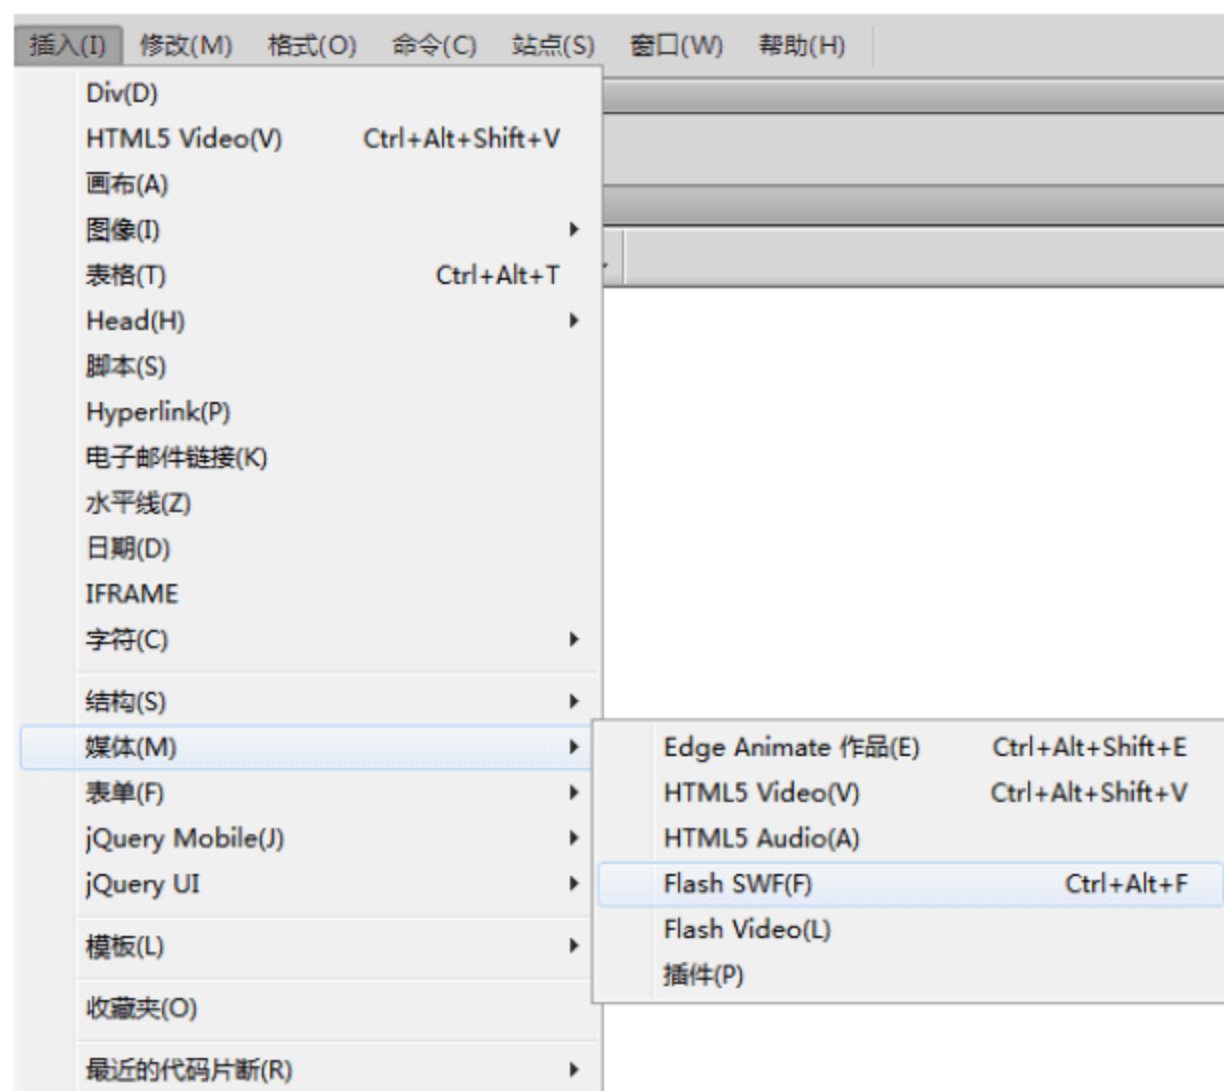 插入(I) 修改(M) 格式(O) 命令(C) 站点(S) 窗口(W) 帮助(H)
Div(D)
HTML5 Video(V) Ctrl+Alt+Shift+V
画布(A)
图像(I)
表格(T) Ctrl+Alt+T
Head(H)
脚本(S)
Hyperlink(P)
电子邮件链接(K)
水平线(Z)
日期(D)
IFRAME
字符(C)
结构(S)
媒体(M)
表单(F)
jQuery Mobile(J)
jQuery UI
模板(L)
收藏夹(O)
最近的代码片断(R)
Edge Animate 作品(E) Ctrl+Alt+Shift+E
HTML5 Video(V) Ctrl+Alt+Shift+V
HTML5 Audio(A)
Flash SWF(F) Ctrl+Alt+F
Flash Video(L)
插件(P)